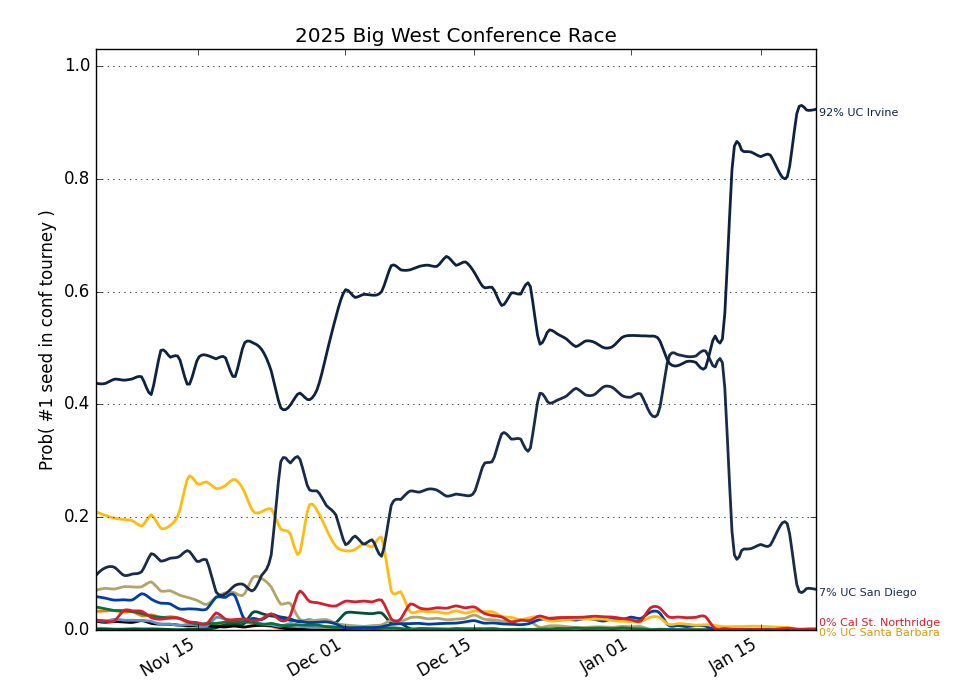 2025 Big West Conference Race
Prob( #1 seed in conf tourney )
1.0
0.8
0.6
0.4
0.2
0.0
Nov 15
Dec 01
Dec 15
Jan 01
Jan 15
92% UC Irvine
7% UC San Diego
0% Cal St. Northridge
0% UC Santa Barbara